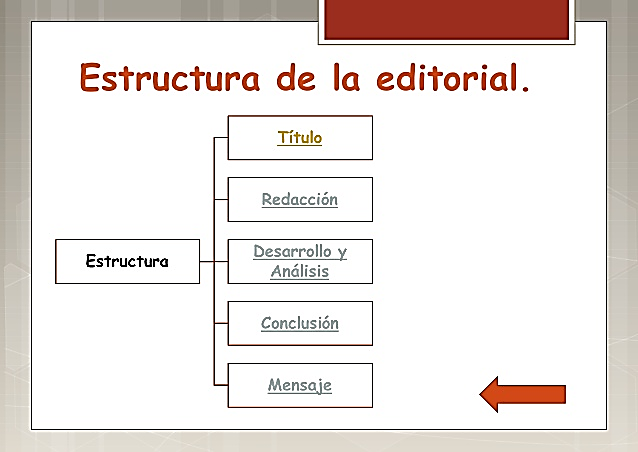 Estructura de la editorial.
Título
Redacción
Estructura
Desarrollo y
Análisis
Conclusión
Mensaje